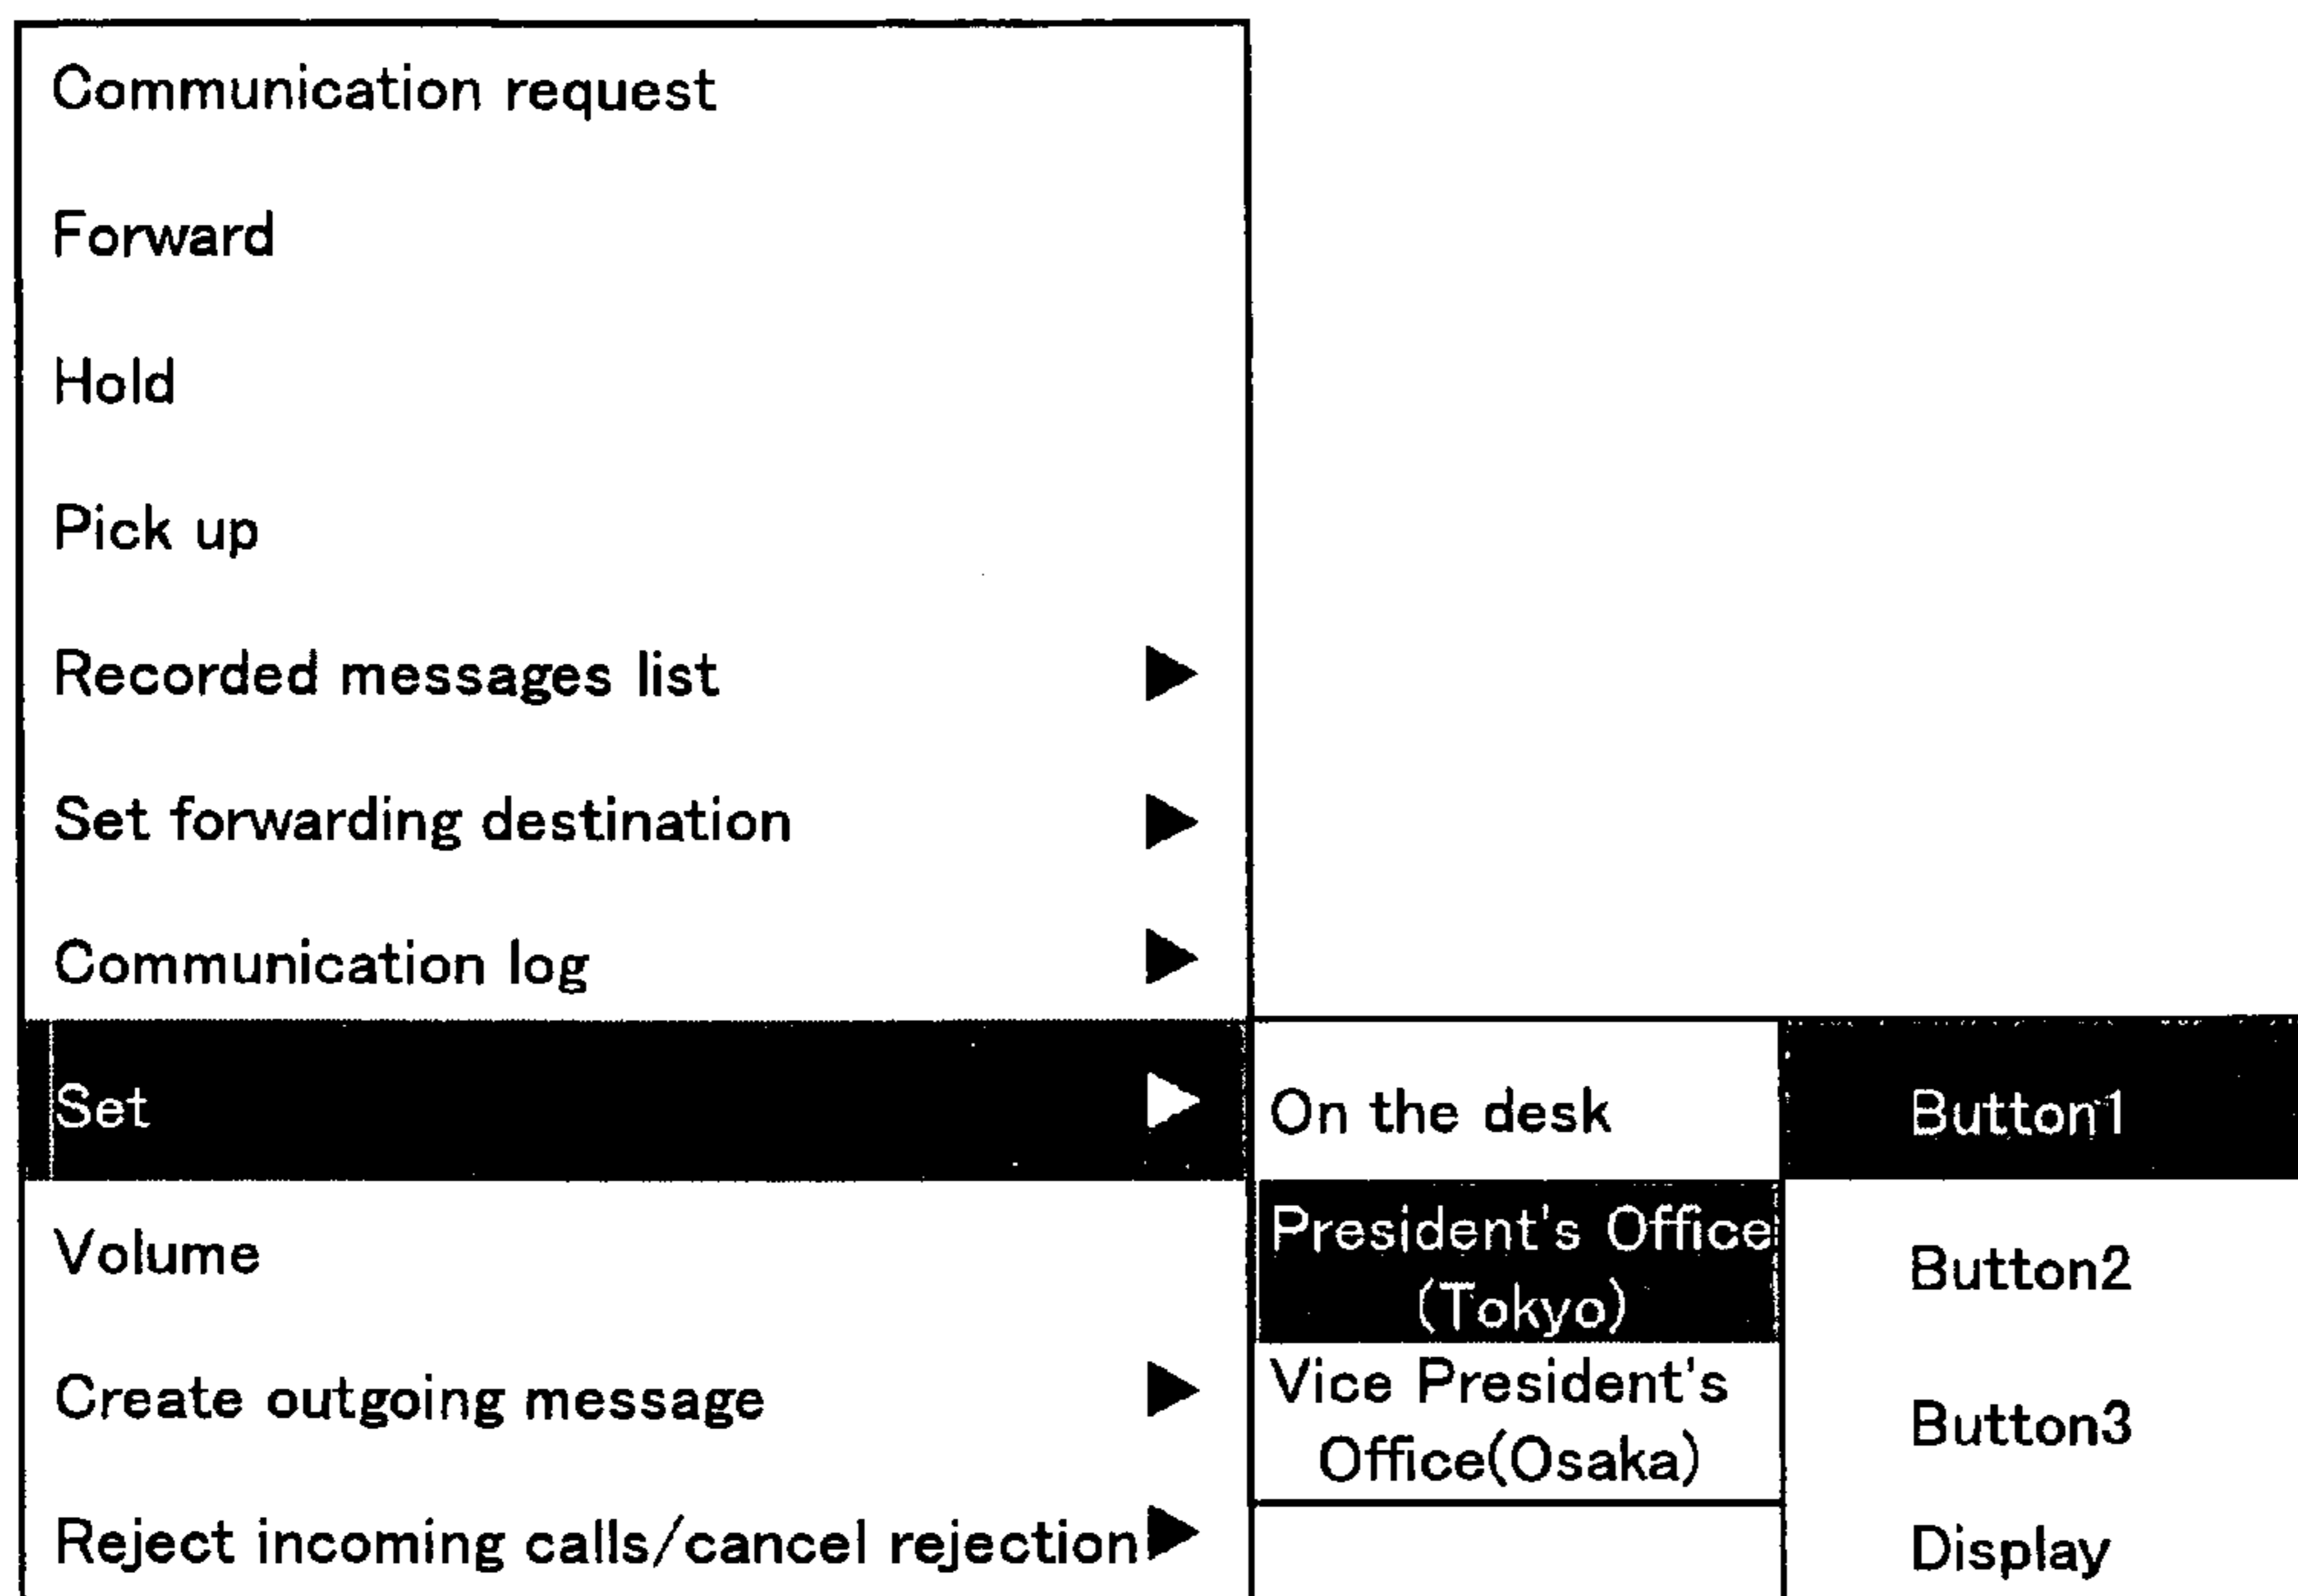 Communication request
Forward
Hold
Pick up
Recorded messages list
Set forwarding destination
Communication log
Set
On the desk
Button1
President's Office
(Tokyo)
Volume
Button2
Vice President's
Office(Osaka)
Create outgoing message
Button3
Reject incoming calls/cancel rejection
Display